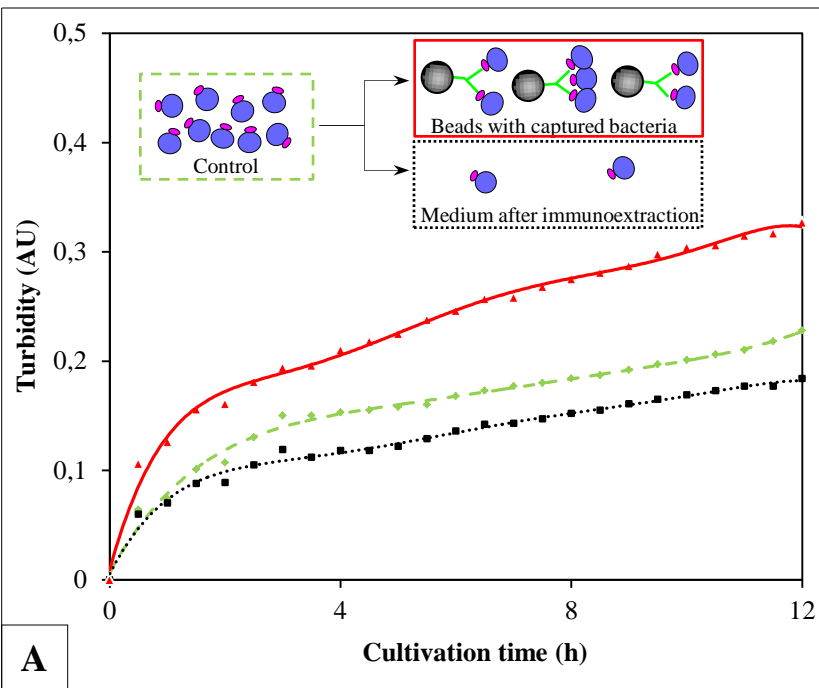 0,5
0,4
0,3
0,2
0,1
0
Turbidity (AU)
Control
Beads with captured bacteria
Medium after immunoextraction
0
4
8
12
Cultivation time (h)
A